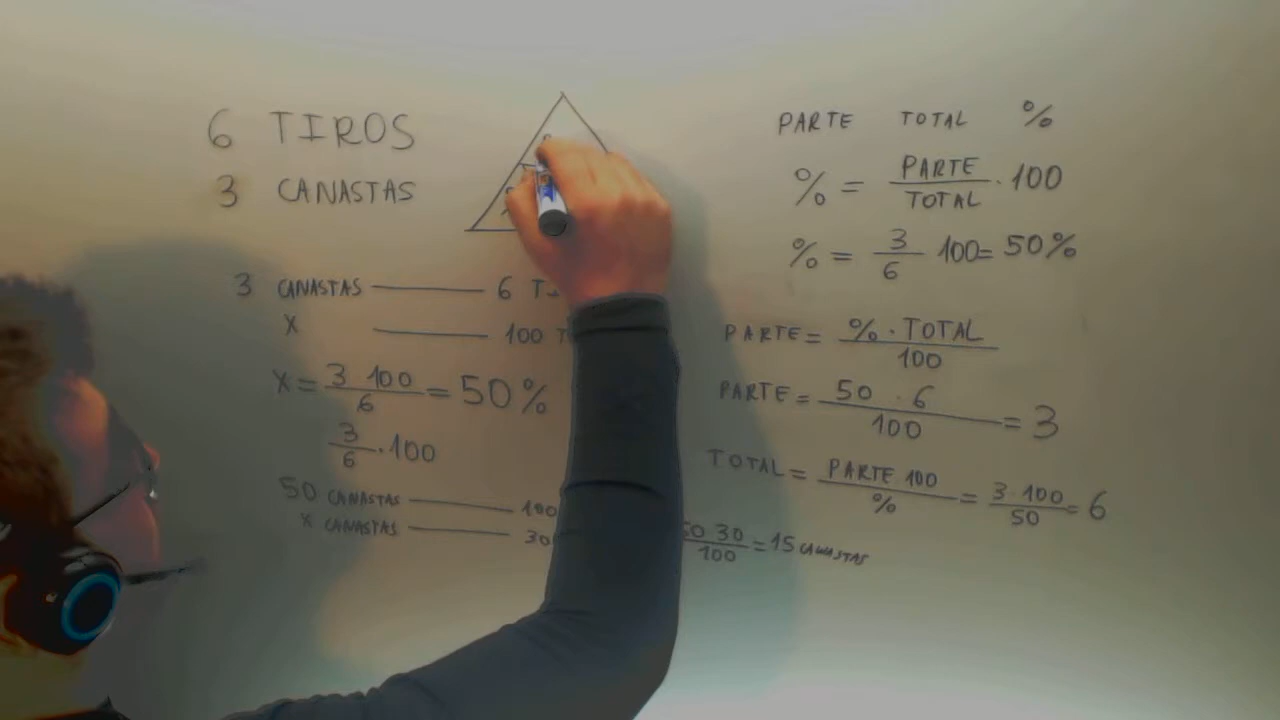 6 TIROS
3 CANASTAS
3 CANASTAS ——— 6
X ——— 100
X = 3 100 / 6 = 50%
3/6 · 100
50 CANASTAS ——— 100
X CANASTAS ——— 30
50 30 / 100 = 15 CANASTAS
PARTE TOTAL %
% = PARTE / TOTAL · 100
% = 3/6 100 = 50%
PARTE = % · TOTAL / 100
PARTE = 50 · 6 / 100 = 3
TOTAL = PARTE 100 / % = 3 · 100 / 50 = 6